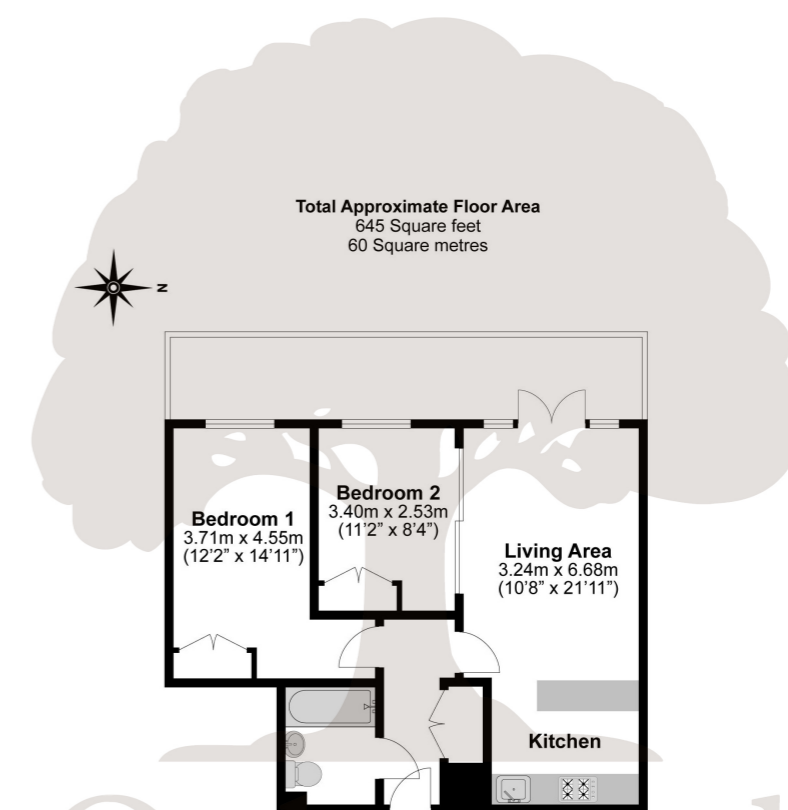 Total Approximate Floor Area
645 Square feet
60 Square metres
N
Bedroom 1
3.71m x 4.55m
(12'2” x 14'11”)
Bedroom 2
3.40m x 2.53m
(11'2” x 8'4”)
Living Area
3.24m x 6.68m
(10'8” x 21'11”)
Kitchen